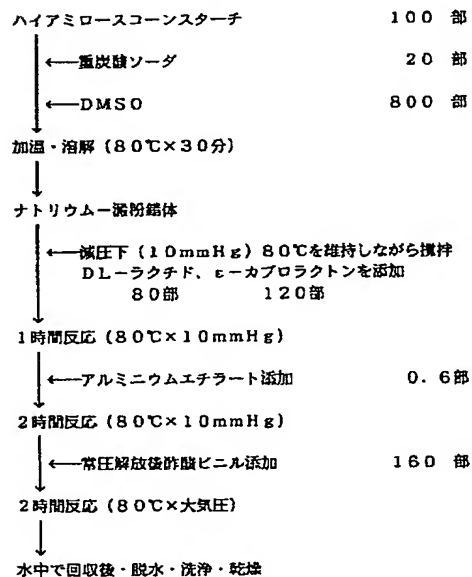 ハイアミロースコーンスターチ 100 部
←重炭酸ソーダ 20 部
←DMSO 800 部
加温・溶解(80℃×30分)
ナトリウムー澱粉錯体
←減圧下(10mmHg)80℃を維持しながら攪拌
DLーラクチド、ε－カプロラクトンを添加
80部 120部
1時間反応(80℃×10mmHg)
←アルミニウムエチラート添加 0.6部
2時間反応(80℃×10mmHg)
←常圧解放後酢酸ビニル添加 160 部
2時間反応(80℃×大気圧)
水中で回収後・脱水・洗浄・乾燥